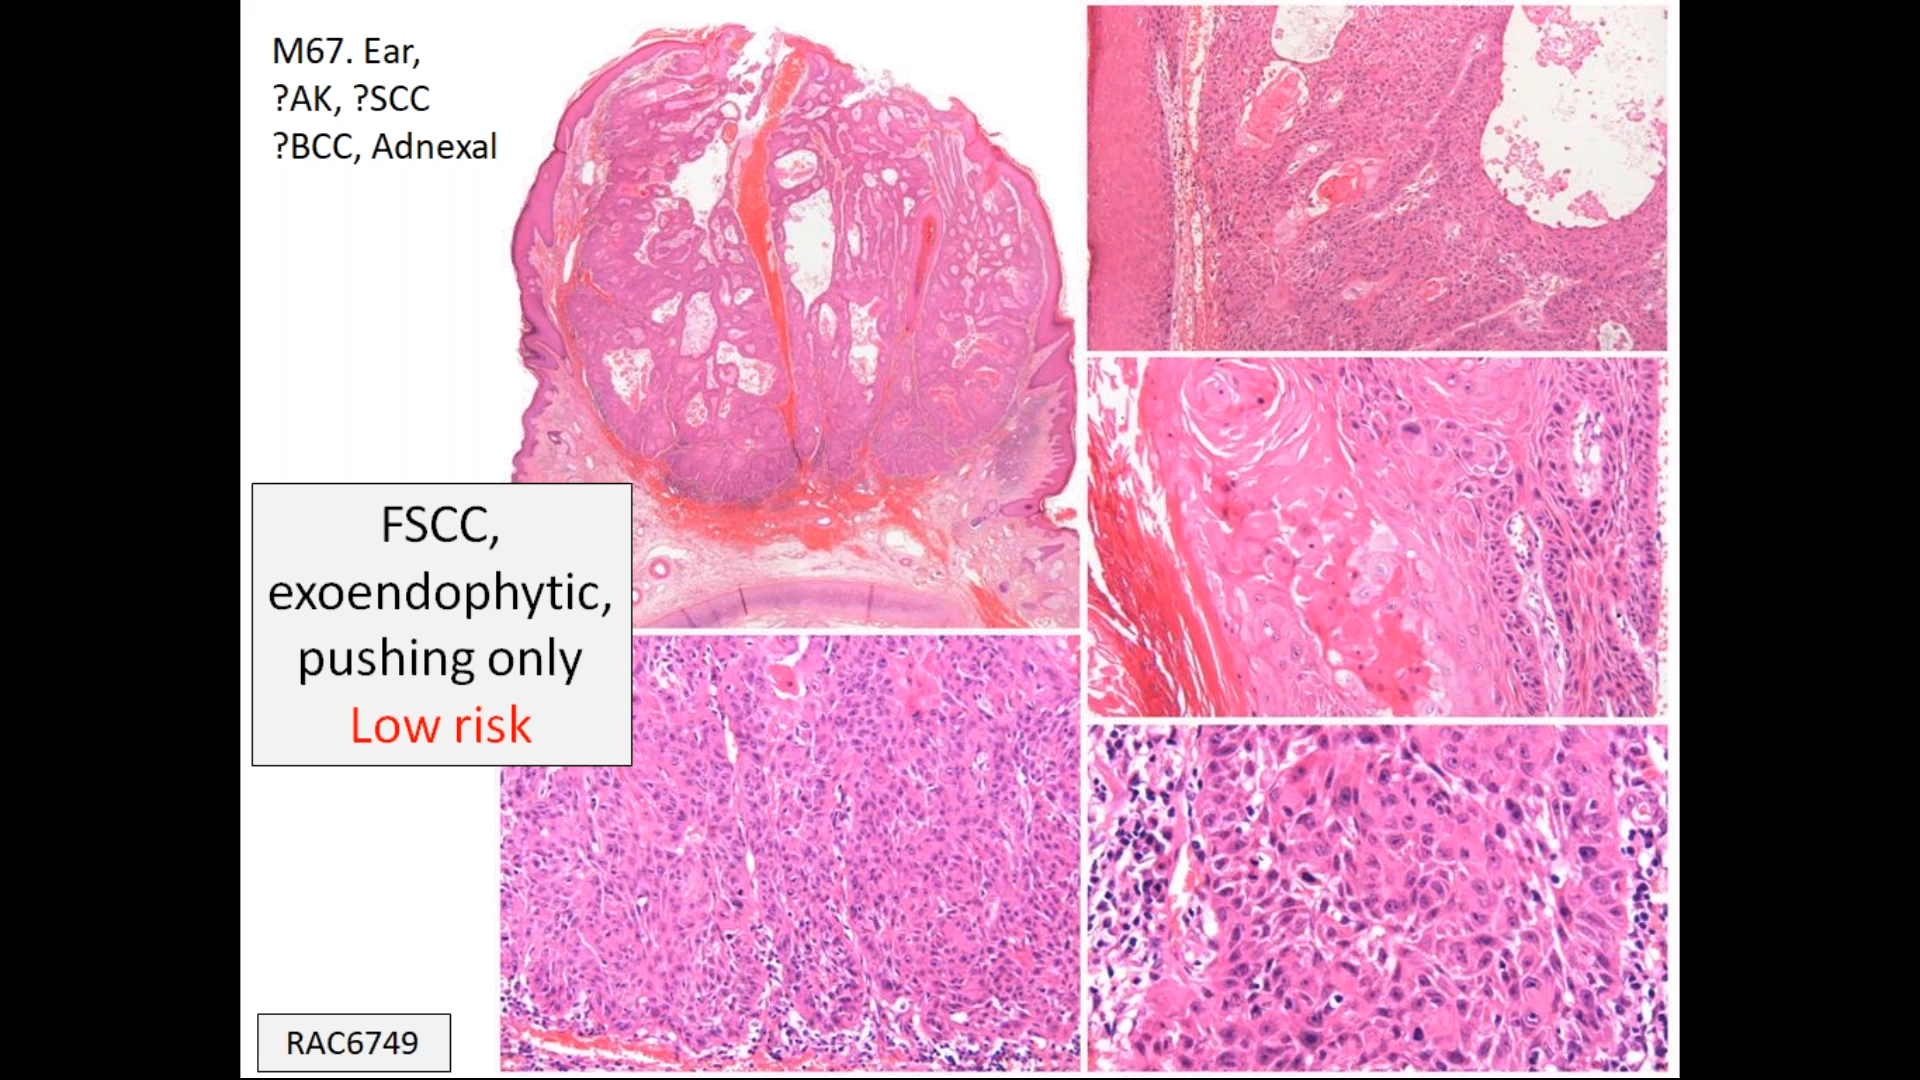 M67. Ear,
?AK, ?SCC
?BCC, Adnexal
FSCC,
exoendophytic,
pushing only
Low risk
RAC6749